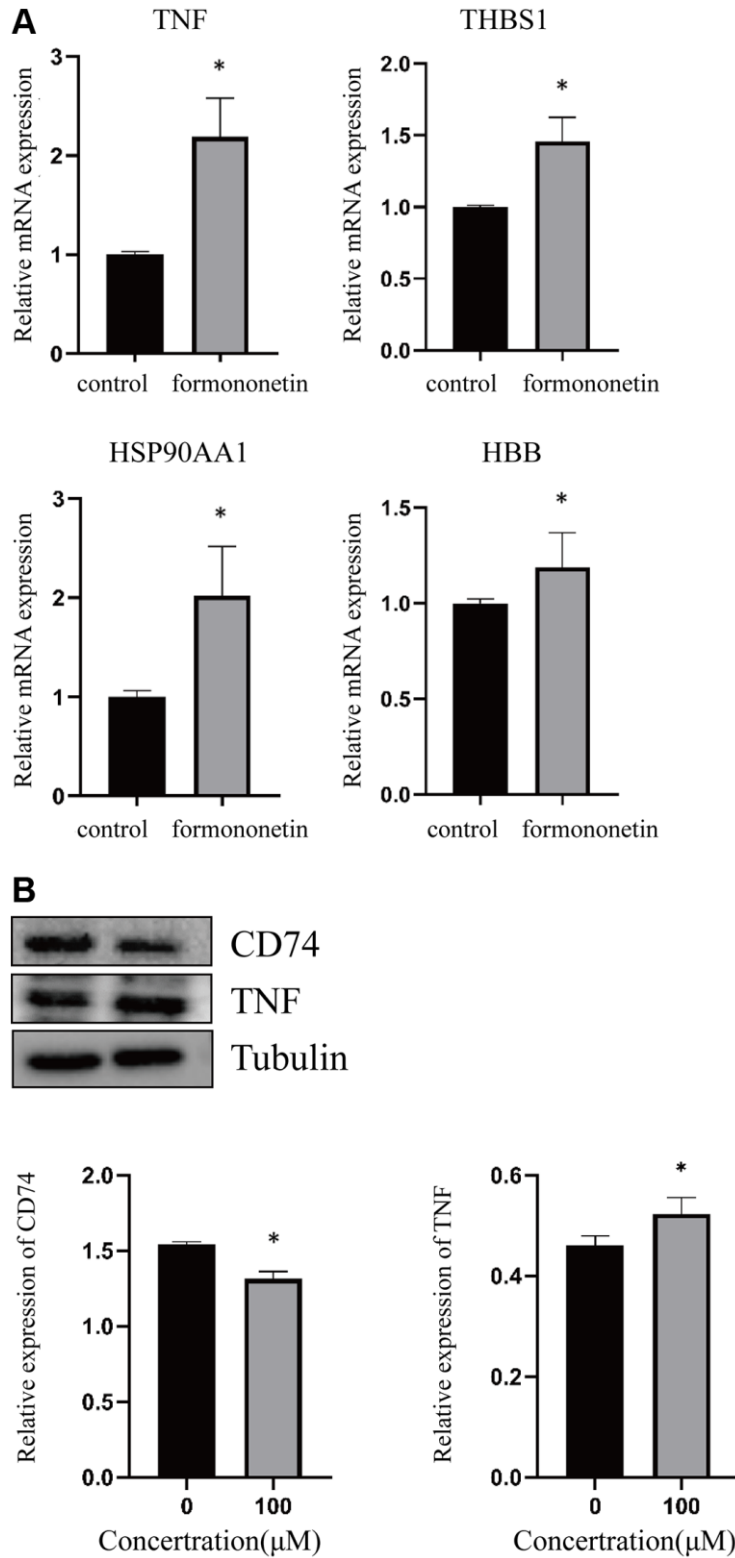 A
TNF
Relative mRNA expression
3
2
1
0
*
control formononetin
THBS1
Relative mRNA expression
2.0
1.5
1.0
0.5
0.0
*
control formononetin
HSP90AA1
Relative mRNA expression
3
2
1
0
*
control formononetin
HBB
Relative mRNA expression
1.5
1.0
0.5
0.0
*
control formononetin
B
CD74
TNF
Tubulin
Relative expression of CD74
2.0
1.5
1.0
0.5
0.0
*
0 100
Concertration(μM)
Relative expression of TNF
0.6
0.4
0.2
0.0
*
0 100
Concertration(μM)